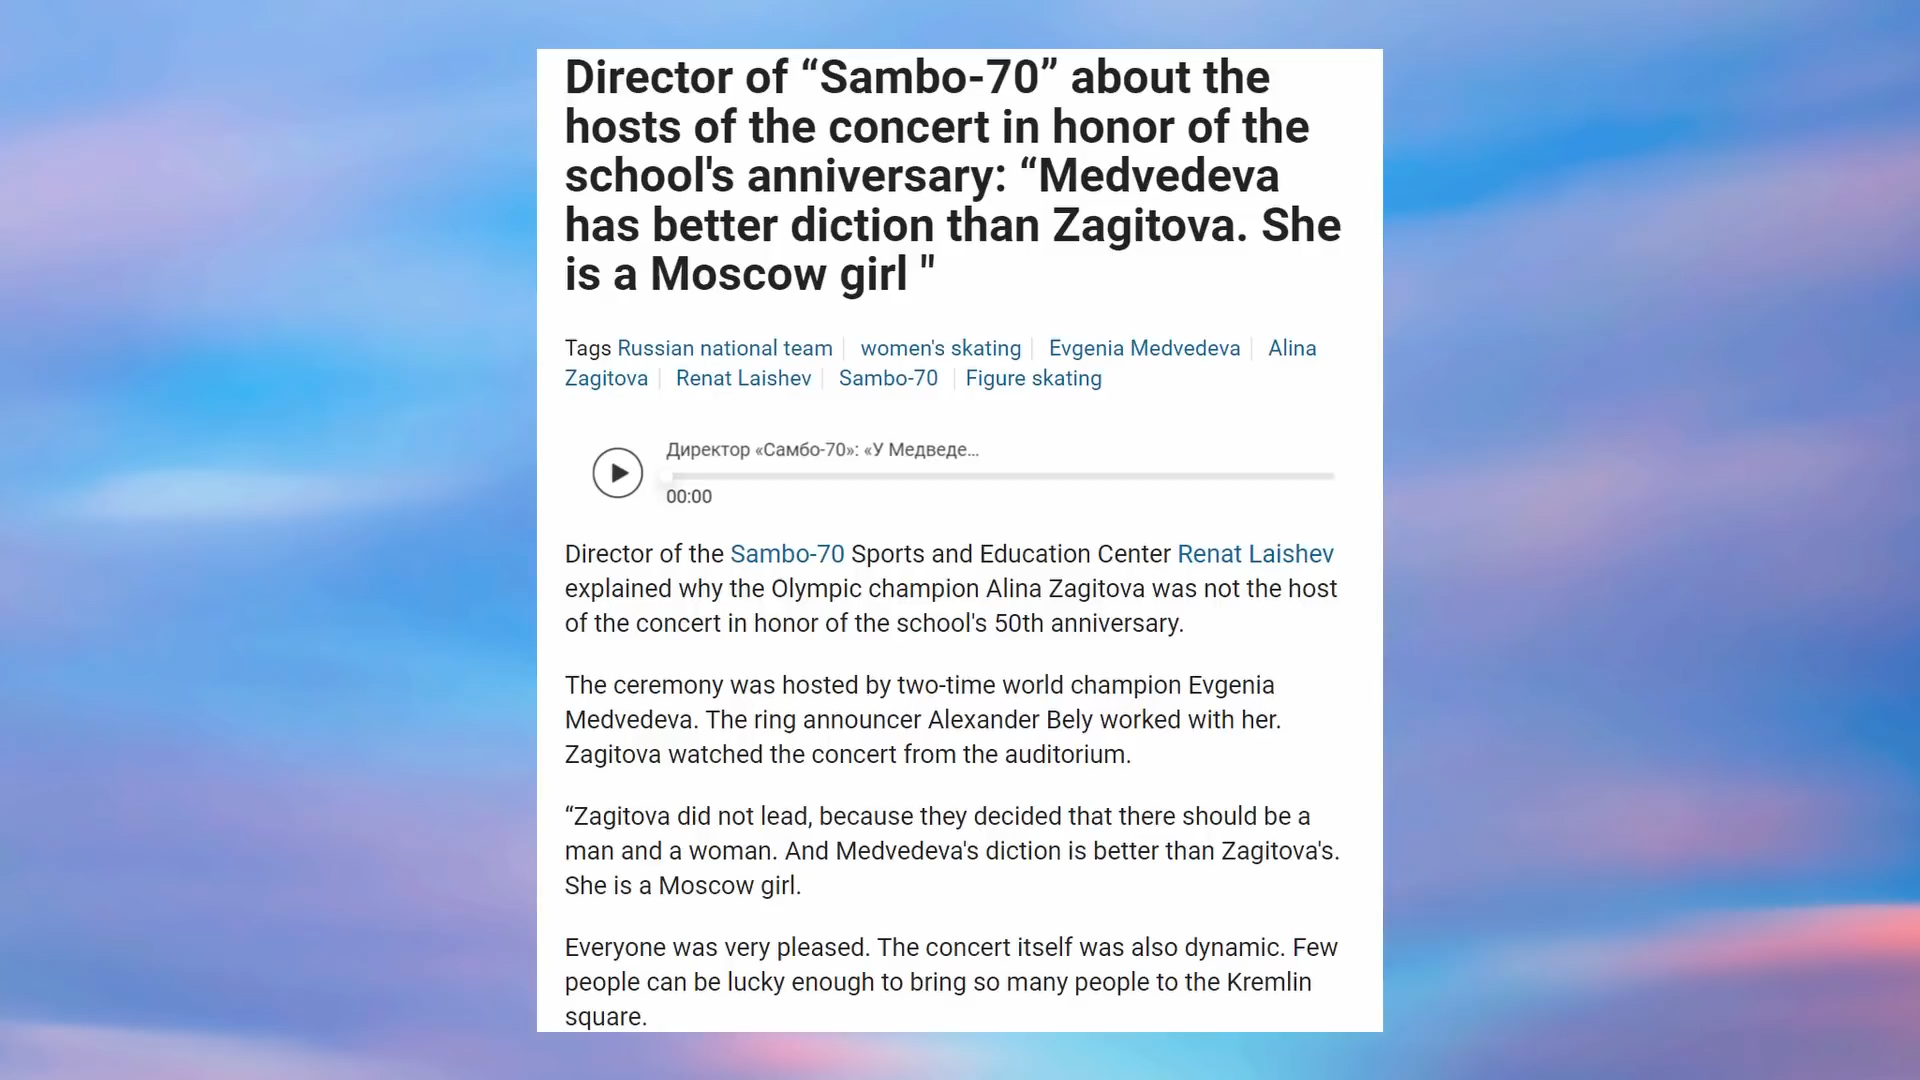 Director of “Sambo-70” about the
hosts of the concert in honor of the
school's anniversary: “Medvedeva
has better diction than Zagitova. She
is a Moscow girl "
Tags Russian national team women's skating Evgenia Medvedeva Alina
Zagitova Renat Laishev Sambo-70 Figure skating
Директор «Самбо-70»: «У Медведе...
00:00
Director of the Sambo-70 Sports and Education Center Renat Laishev
explained why the Olympic champion Alina Zagitova was not the host
of the concert in honor of the school's 50th anniversary.
The ceremony was hosted by two-time world champion Evgenia
Medvedeva. The ring announcer Alexander Bely worked with her.
Zagitova watched the concert from the auditorium.
“Zagitova did not lead, because they decided that there should be a
man and a woman. And Medvedeva's diction is better than Zagitova's.
She is a Moscow girl.
Everyone was very pleased. The concert itself was also dynamic. Few
people can be lucky enough to bring so many people to the Kremlin
square.